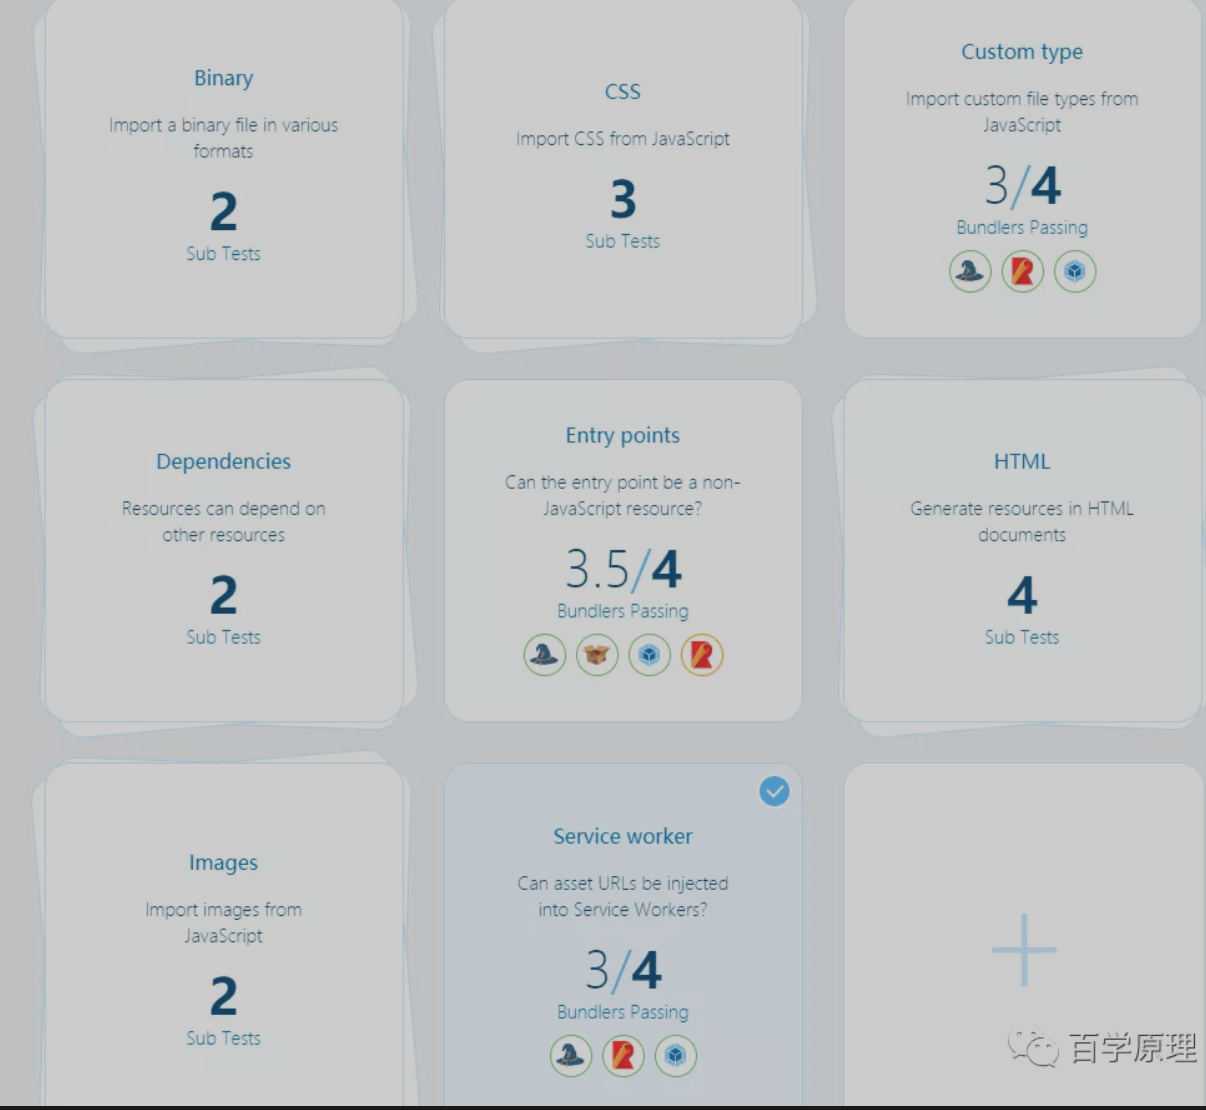 Binary
Import a binary file in various
formats
2
Sub Tests
CSS
Import CSS from JavaScript
3
Sub Tests
Custom type
Import custom file types from
JavaScript
3/4
Bundlers Passing
Dependencies
Resources can depend on
other resources
2
Sub Tests
Entry points
Can the entry point be a non-
JavaScript resource?
3.5/4
Bundlers Passing
HTML
Generate resources in HTML
documents
4
Sub Tests
Images
Import images from
JavaScript
2
Sub Tests
Service worker
Can asset URLs be injected
into Service Workers?
3/4
Bundlers Passing
百学原理